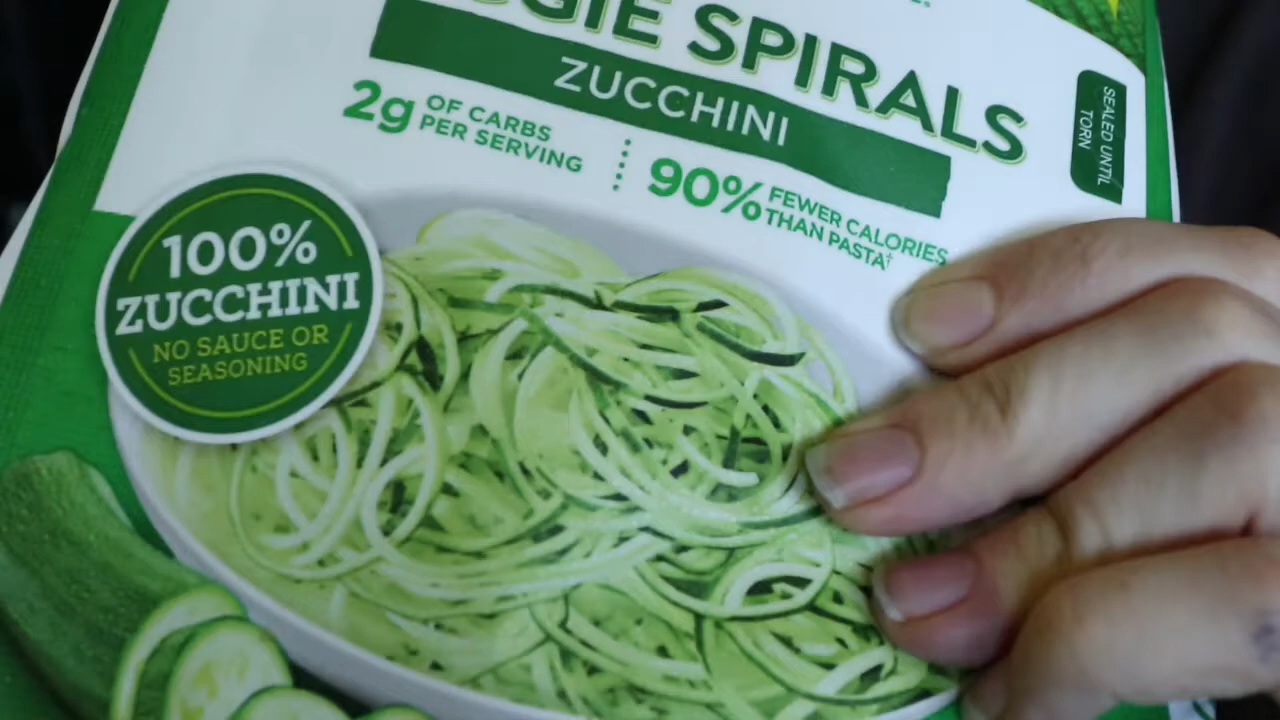 SPIRALS
ZUCCHINI
2g OF CARBS
PER SERVING
90% FEWER CALORIES
THAN PASTA†
SEALED UNTIL
TORN
100%
ZUCCHINI
NO SAUCE OR
SEASONING